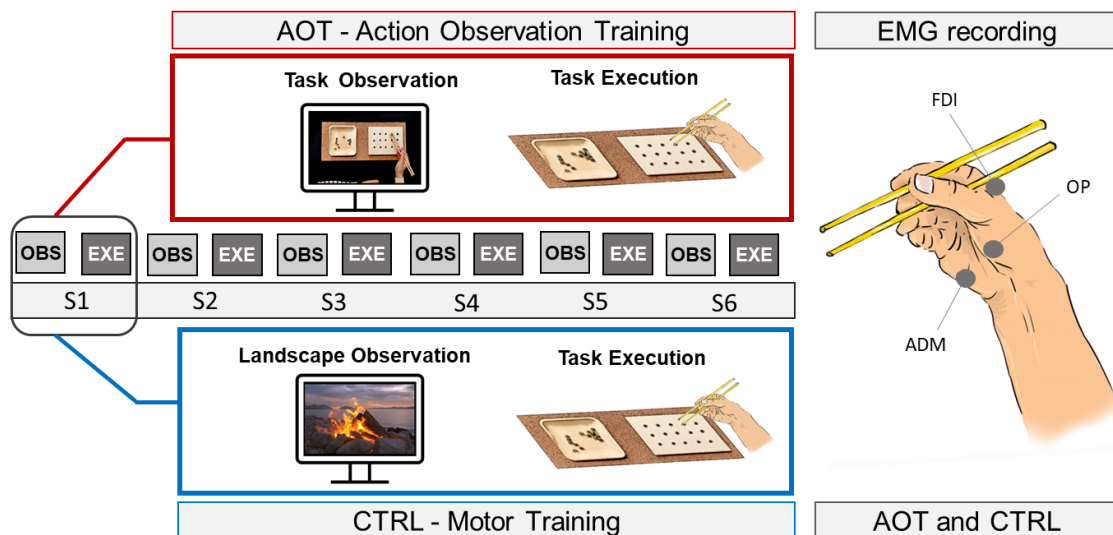 AOT - Action Observation Training
EMG recording
Task Observation
Task Execution
FDI
OP
ADM
OBS EXE OBS EXE OBS EXE OBS EXE OBS EXE OBS EXE
S1 S2 S3 S4 S5 S6
Landscape Observation
Task Execution
CTRL - Motor Training
AOT and CTRL